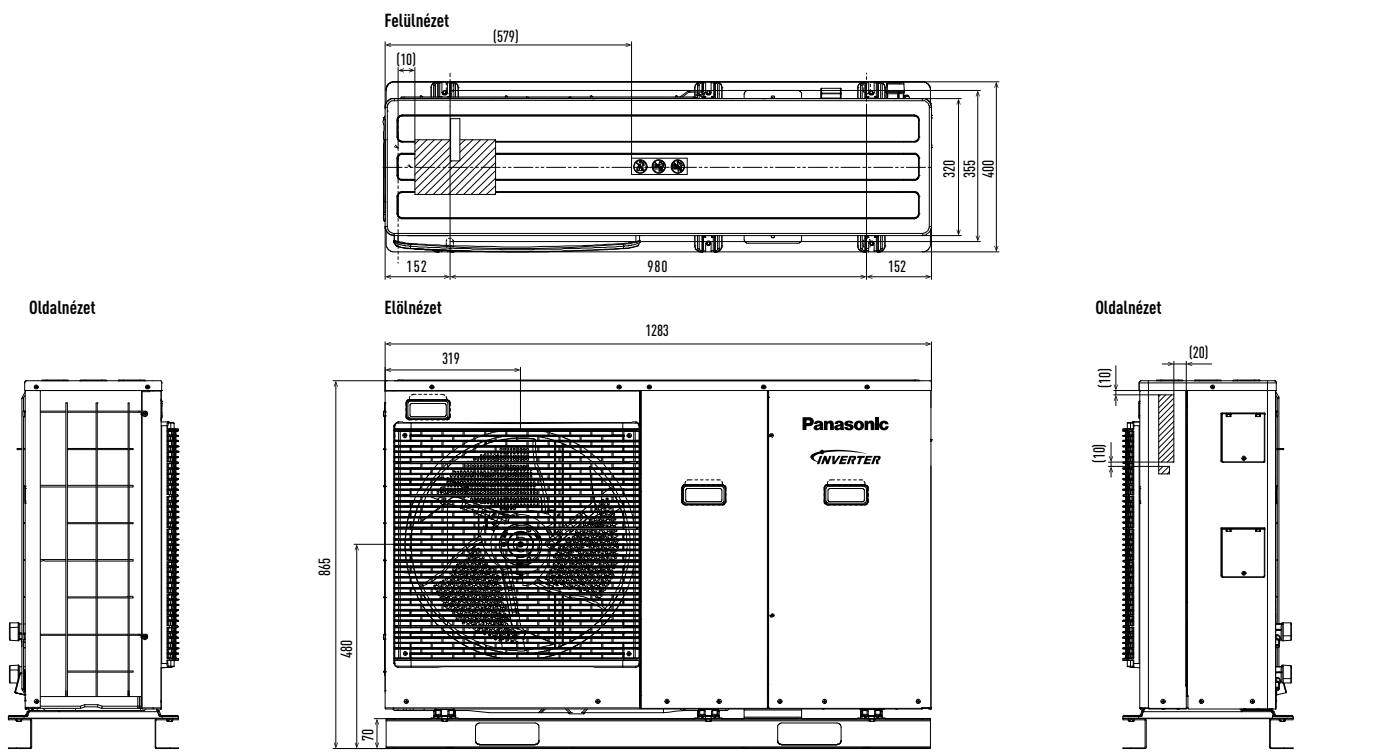 Felülnézet
(579)
(10)
320
355
400
152
980
152
Oldalnézet
Elölnézet
Oldalnézet
1283
319
(20)
(10)
Panasonic
INVERTER
(10)
865
480
70